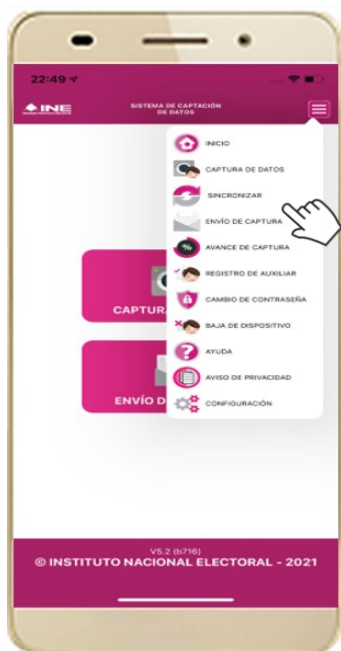 22:49
INE
SISTEMA DE CAPTACIÓN
DE DATOS
INICIO
CAPTURA DE DATOS
SINCRONIZAR
ENVÍO DE CAPTURA
%
AVANCE DE CAPTURA
REGISTRO DE AUXILIAR
CAMBIO DE CONTRASEÑA
BAJA DE DISPOSITIVO
?
AYUDA
AVISO DE PRIVACIDAD
CONFIGURACIÓN
CAPTUR
ENVÍO D
V5.2 (b716)
© INSTITUTO NACIONAL ELECTORAL - 2021